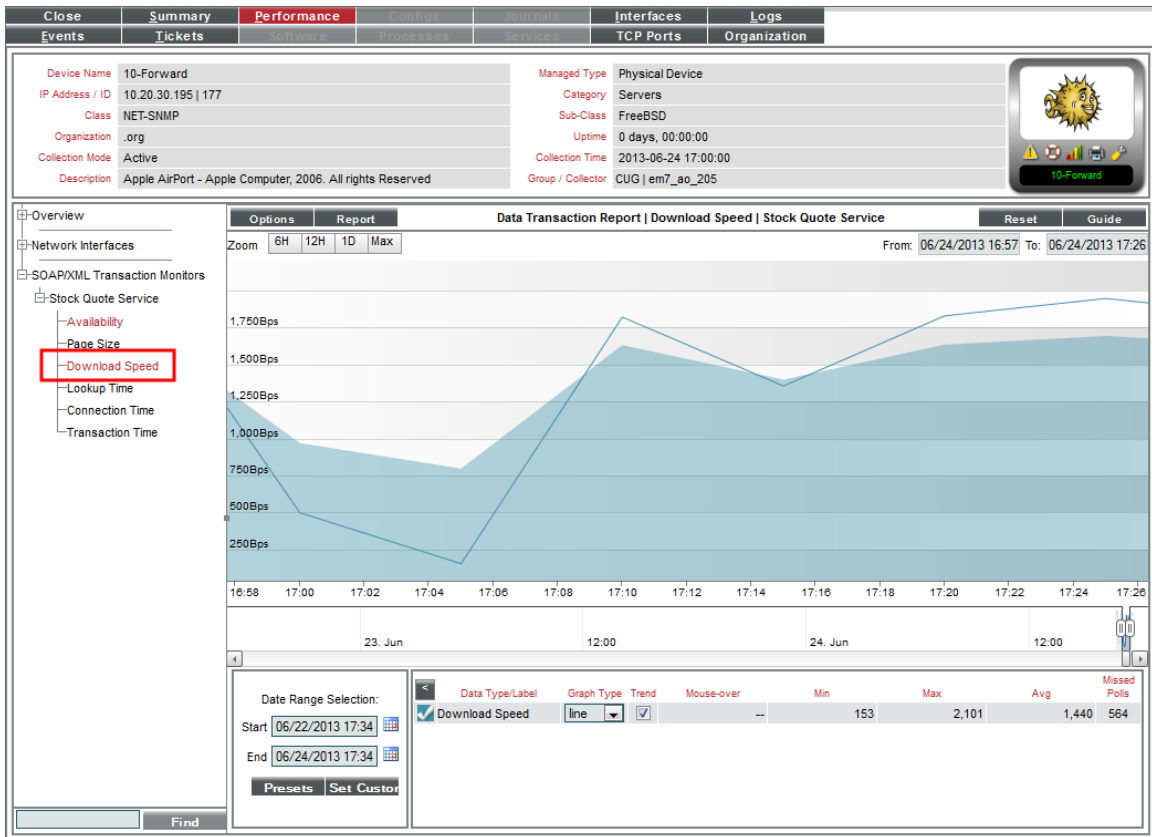 Close Summary Performance Configs Journals Interfaces Logs
Events Tickets Software Processes Services TCP Ports Organization
Device Name 10-Forward Managed Type Physical Device
IP Address / ID 10.20.30.195 | 177 Category Servers
Class NET-SNMP Sub-Class FreeBSD
Organization .org Uptime 0 days, 00:00:00
Collection Mode Active Collection Time 2013-06-24 17:00:00
Description Apple AirPort - Apple Computer, 2006. All rights Reserved Group / Collector CUG | em7_ao_205
10-Forward
Overview
Network Interfaces
SOAP/XML Transaction Monitors
Stock Quote Service
Availability
Page Size
Download Speed
Lookup Time
Connection Time
Transaction Time
Find
Options Report Data Transaction Report | Download Speed | Stock Quote Service Reset Guide
Zoom 6H 12H 1D Max From: 06/24/2013 16:57 To: 06/24/2013 17:26
1,750Bps
1,500Bps
1,250Bps
1,000Bps
750Bps
500Bps
250Bps
16:58 17:00 17:02 17:04 17:06 17:08 17:10 17:12 17:14 17:16 17:18 17:20 17:22 17:24 17:26
23. Jun 12:00 24. Jun 12:00
Date Range Selection:
Start 06/22/2013 17:34
End 06/24/2013 17:34
Presets Set Custor
< Data Type/Label Graph Type Trend Mouse-over Min Max Avg Missed Polls
Download Speed line -- 153 2,101 1,440 564